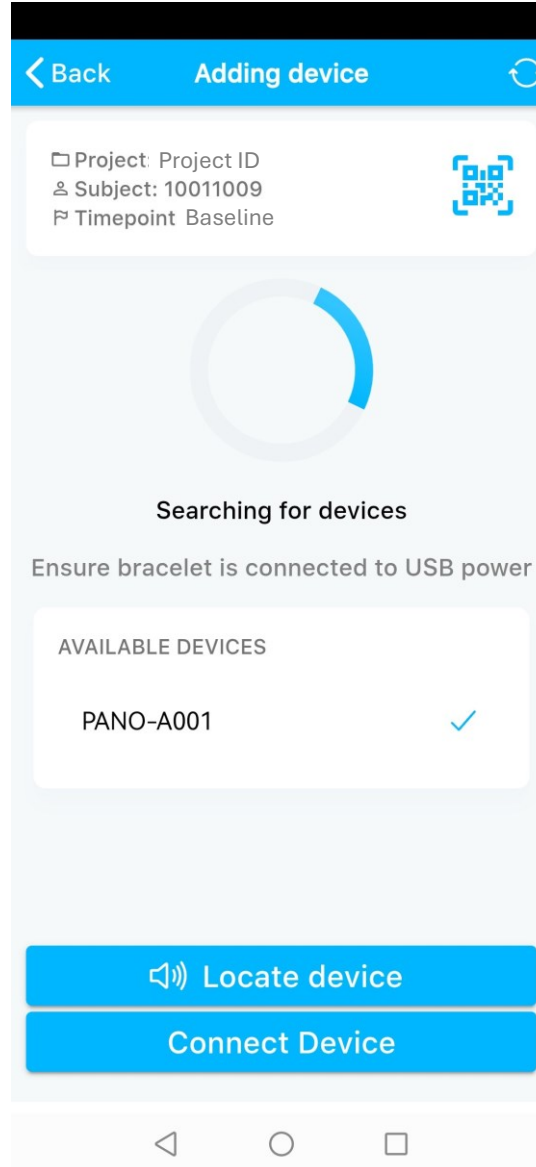 Back Adding device
Project: Project ID
Subject: 10011009
Timepoint Baseline
Searching for devices
Ensure bracelet is connected to USB power
AVAILABLE DEVICES
PANO-A001
Locate device
Connect Device